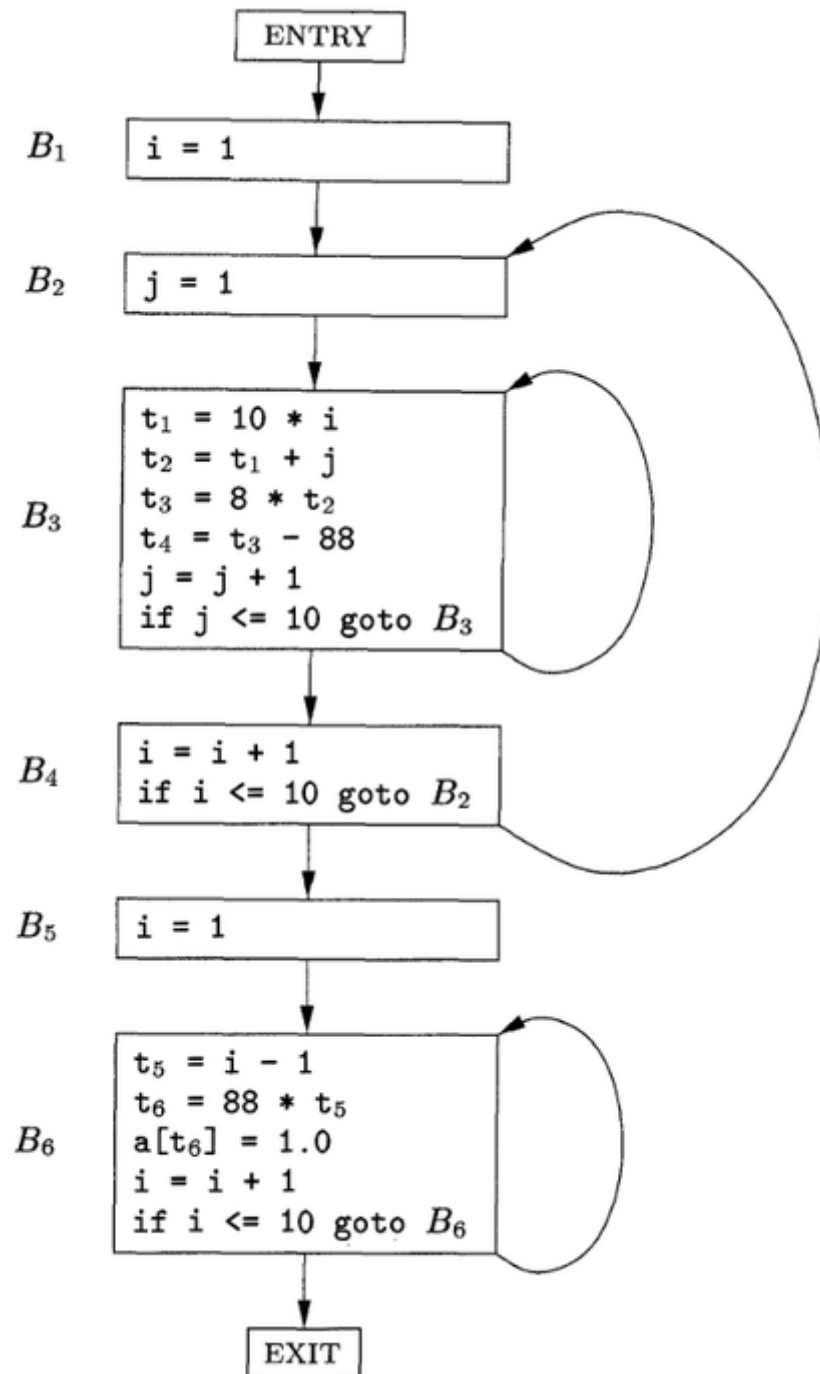 ENTRY
B₁
i = 1
B₂
j = 1
B₃
t₁ = 10 * i
t₂ = t₁ + j
t₃ = 8 * t₂
t₄ = t₃ - 88
j = j + 1
if j <= 10 goto B₃
B₄
i = i + 1
if i <= 10 goto B₂
B₅
i = 1
B₆
t₅ = i - 1
t₆ = 88 * t₅
a[t₆] = 1.0
i = i + 1
if i <= 10 goto B₆
EXIT